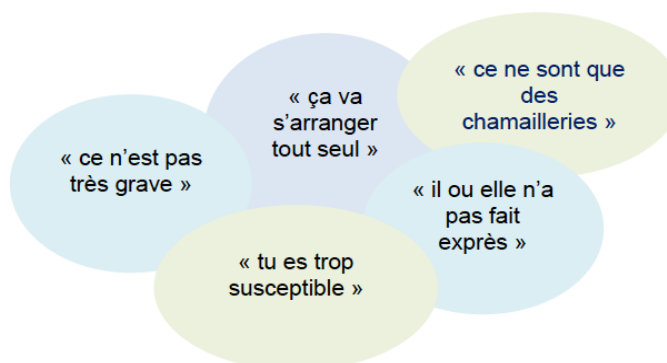 « ce n’est pas
très grave »
« ça va
s’arranger
tout seul »
« ce ne sont que
des
chamailleries »
« il ou elle n’a
pas fait
exprès »
« tu es trop
susceptible »